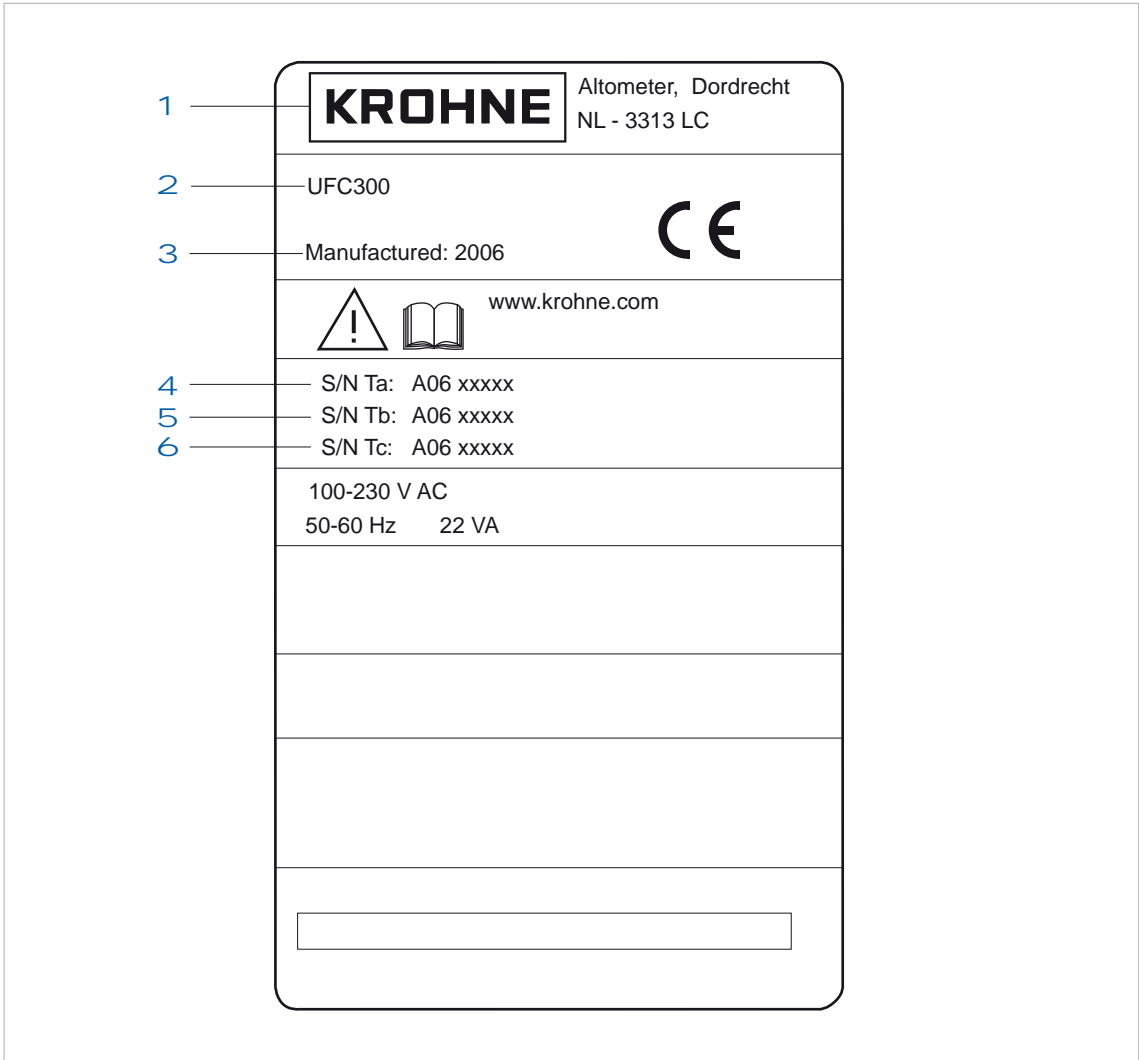 1 KROHNE Altometer, Dordrecht
NL - 3313 LC
2 UFC300
CE
3 Manufactured: 2006
www.krohne.com
4 S/N Ta: A06 xxxxx
5 S/N Tb: A06 xxxxx
6 S/N Tc: A06 xxxxx
100-230 V AC
50-60 Hz 22 VA